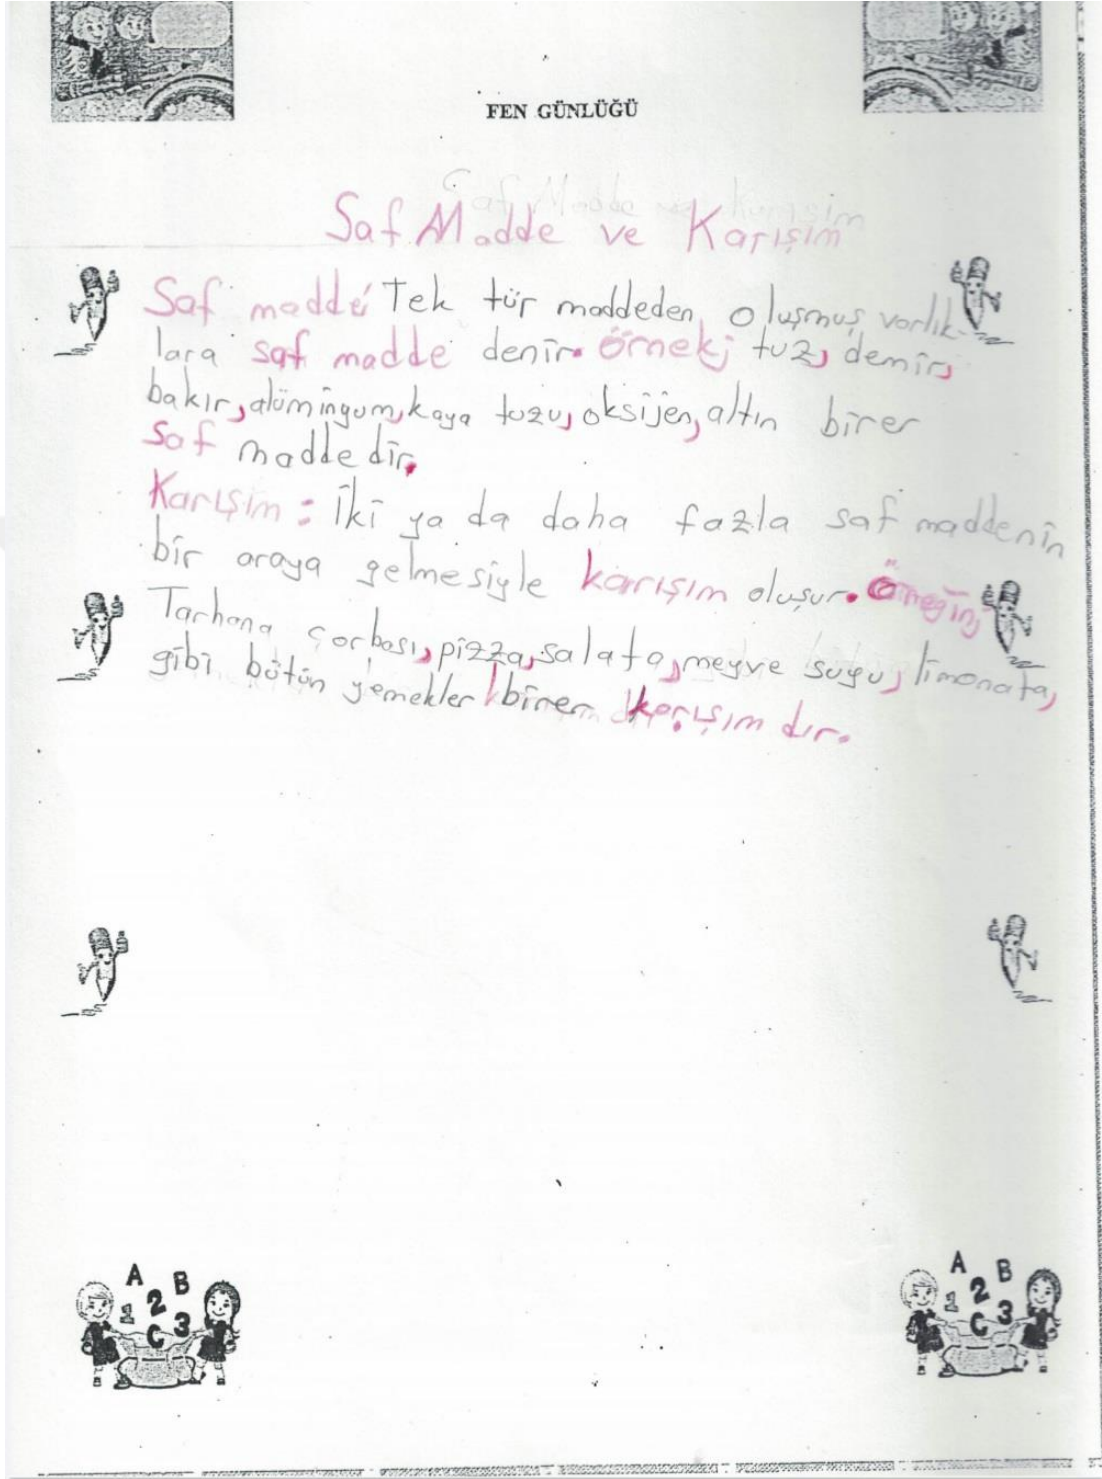 FEN GÜNLÜĞÜ
Saf Madde ve Karışım
Saf madde: Tek tür maddeden oluşmuş varlık-
lara saf madde denir. örnek; tuz, demir,
bakır, alüminyum, kaya tuzu, oksijen, altın birer
Saf maddedir.
Karışım: İki ya da daha fazla saf maddenin
bir araya gelmesiyle karışım oluşur. Örneğin;
Tarhana çorbası, pizza, salata, meyve suyu, limonata,
gibi bütün yemekler birer karışım dır.
A B
1 2
C 3
A B
1 2
C 3